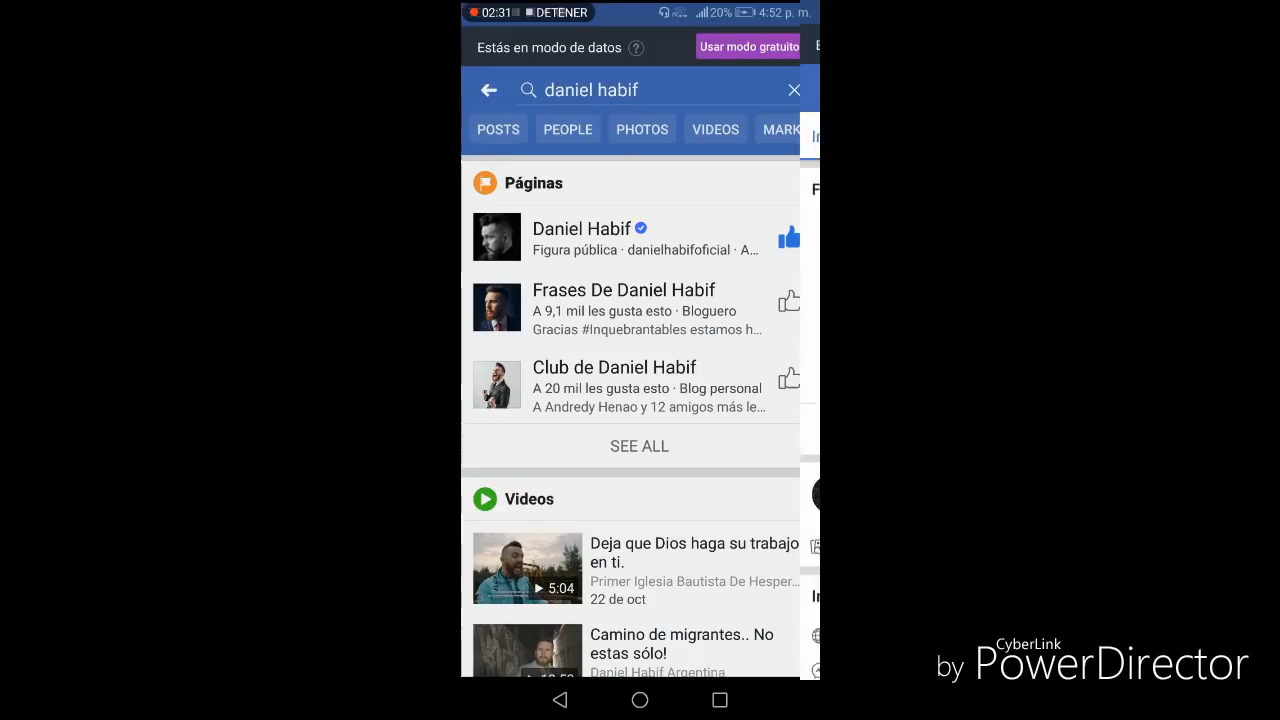 02:31 DETENER 20% 4:52 p. m.
Estás en modo de datos ? Usar modo gratuito
daniel habif
POSTS PEOPLE PHOTOS VIDEOS MARK
Páginas
Daniel Habif
Figura pública · danielhabifoficial · A...
Frases De Daniel Habif
A 9,1 mil les gusta esto · Bloguero
Gracias #Inquebrantables estamos h...
Club de Daniel Habif
A 20 mil les gusta esto · Blog personal
A Andredy Henao y 12 amigos más le...
SEE ALL
Videos
Deja que Dios haga su trabajo
en ti.
Primer Iglesia Bautista De Hesper...
5:04
22 de oct
Camino de migrantes.. No
estas sólo!
Daniel Habif Argentina
CyberLink
by PowerDirector